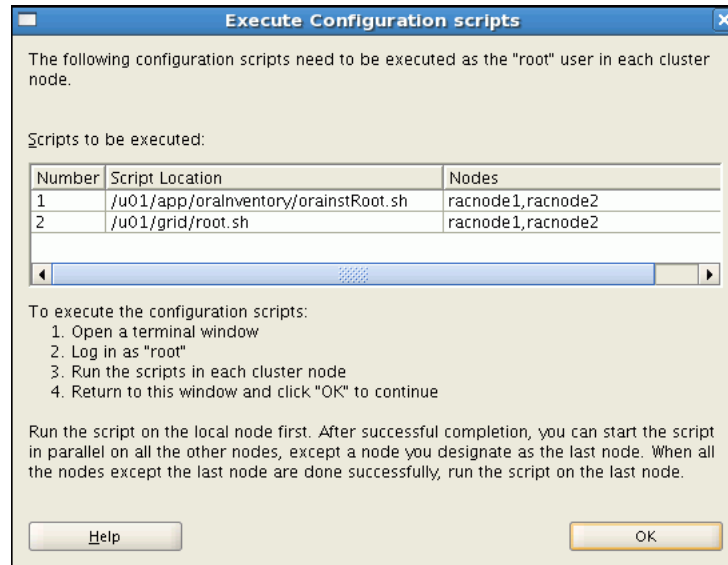 Execute Configuration scripts
The following configuration scripts need to be executed as the "root" user in each cluster
node.
Scripts to be executed:
Number Script Location Nodes
1 /u01/app/oraInventory/orainstRoot.sh racnode1,racnode2
2 /u01/grid/root.sh racnode1,racnode2
To execute the configuration scripts:
1. Open a terminal window
2. Log in as "root"
3. Run the scripts in each cluster node
4. Return to this window and click "OK" to continue
Run the script on the local node first. After successful completion, you can start the script
in parallel on all the other nodes, except a node you designate as the last node. When all
the nodes except the last node are done successfully, run the script on the last node.
Help OK